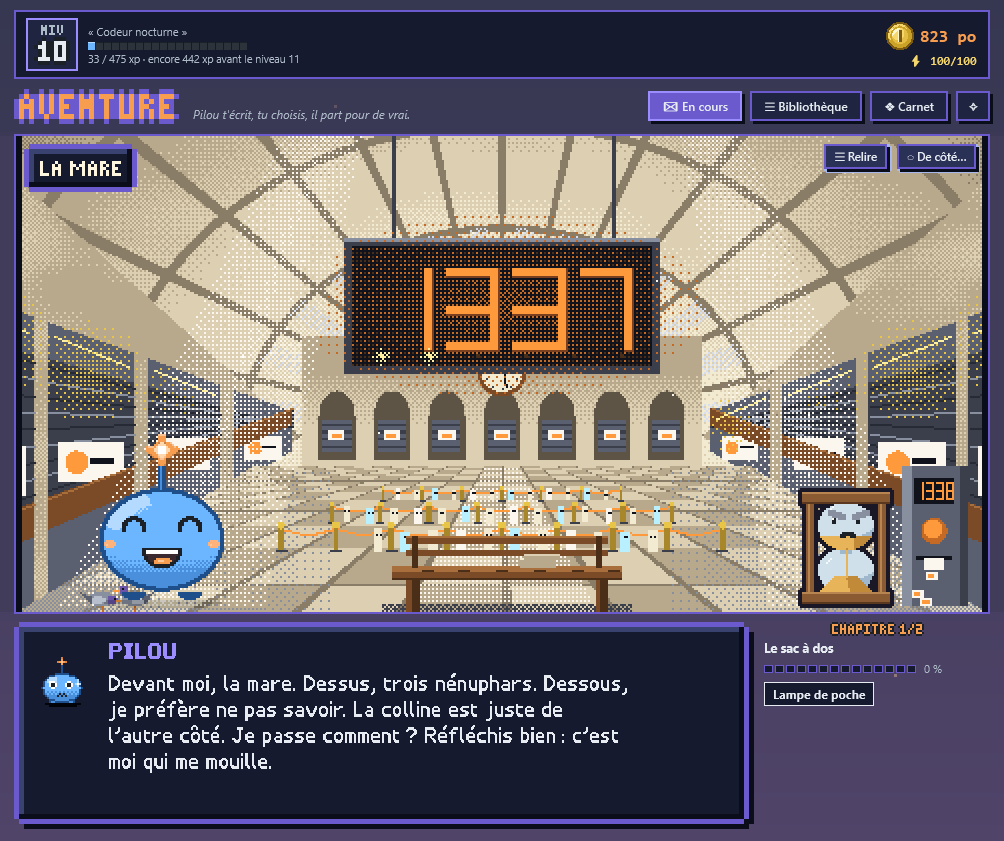 NIV
10
« Codeur nocturne »
33 / 475 xp · encore 442 xp avant le niveau 11
823 po
100/100
AVENTURE
Pilou t'écrit, tu choisis, il part pour de vrai.
En cours
Bibliothèque
Carnet
LA MARE
Relire
De côté…
1337
1338
CHAPITRE 1/2
PILOU
Devant moi, la mare. Dessus, trois nénuphars. Dessous,
je préfère ne pas savoir. La colline est juste de
l'autre côté. Je passe comment ? Réfléchis bien : c'est
moi qui me mouille.
Le sac à dos
0 %
Lampe de poche